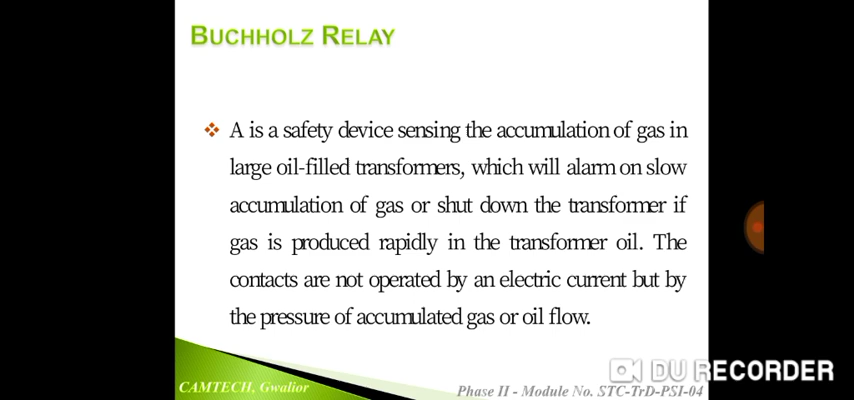 BUCHHOLZ RELAY
A is a safety device sensing the accumulation of gas in
large oil-filled transformers, which will alarm on slow
accumulation of gas or shut down the transformer if
gas is produced rapidly in the transformer oil. The
contacts are not operated by an electric current but by
the pressure of accumulated gas or oil flow.
DU RECORDER
CAMTECH, Gwalior
Phase II - Module No. STC-TrD-PSI-04